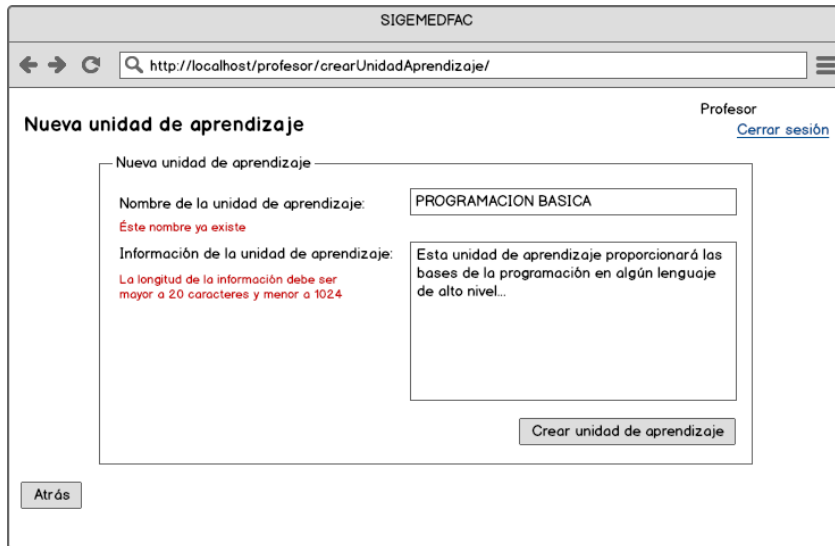 SIGEMEDFAC
http://localhost/profesor/crearUnidadAprendizaje/
Profesor
Nueva unidad de aprendizaje
Cerrar sesión
Nueva unidad de aprendizaje
Nombre de la unidad de aprendizaje:
PROGRAMACION BASICA
Éste nombre ya existe
Información de la unidad de aprendizaje:
Esta unidad de aprendizaje proporcionará las
bases de la programación en algún lenguaje
de alto nivel...
La longitud de la información debe ser
mayor a 20 caracteres y menor a 1024
Crear unidad de aprendizaje
Atrás